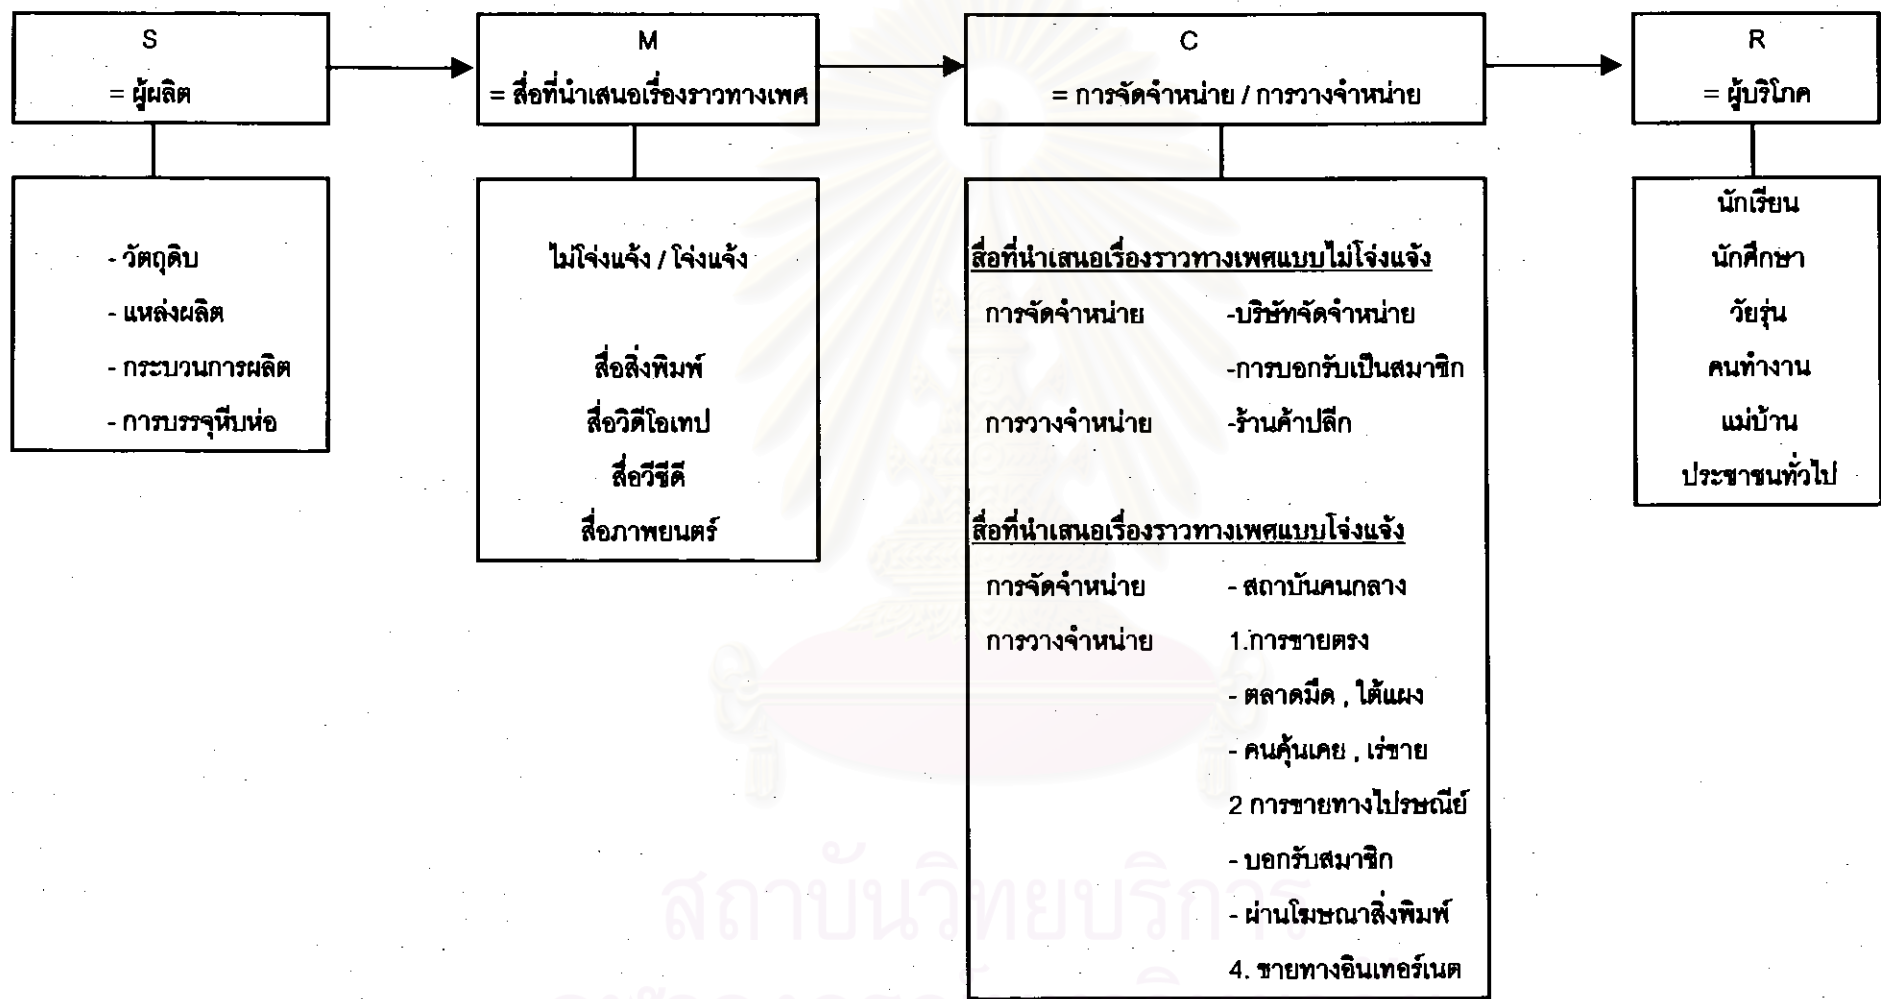 S
= ผู้ผลิต
M
= สื่อที่นำเสนอเรื่องราวทางเพศ
C
= การจัดจำหน่าย / การวางจำหน่าย
R
= ผู้บริโภค
- วัตถุดิบ
- แหล่งผลิต
- กระบวนการผลิต
- การบรรจุหีบห่อ
ไม่โจ่งแจ้ง / โจ่งแจ้ง
สื่อสิ่งพิมพ์
สื่อวิดีโอเทป
สื่อวีซีดี
สื่อภาพยนตร์
สื่อที่นำเสนอเรื่องราวทางเพศแบบไม่โจ่งแจ้ง
การจัดจำหน่าย -บริษัทจัดจำหน่าย
-การบอกรับเป็นสมาชิก
การวางจำหน่าย -ร้านค้าปลีก
สื่อที่นำเสนอเรื่องราวทางเพศแบบโจ่งแจ้ง
การจัดจำหน่าย - สถาบันคนกลาง
การวางจำหน่าย 1.การขายตรง
- ตลาดมืด , ใต้แผง
- คนคุ้นเคย , เร่ขาย
2 การขายทางไปรษณีย์
- บอกรับสมาชิก
- ผ่านโฆษณาสิ่งพิมพ์
4. ขายทางอินเทอร์เนต
นักเรียน
นักศึกษา
วัยรุ่น
คนทำงาน
แม่บ้าน
ประชาชนทั่วไป
สถาบันวิทยบริการ